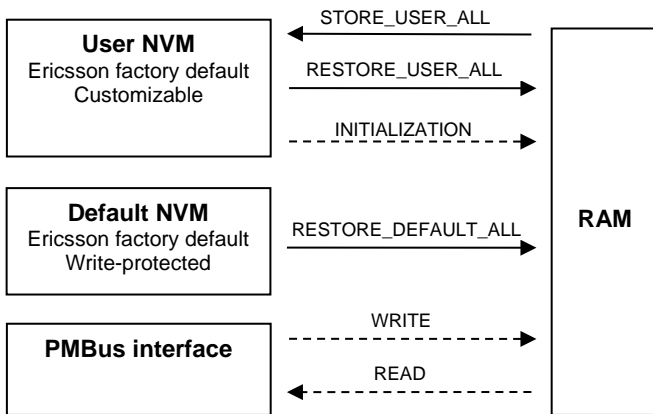 STORE_USER_ALL
User NVM
Ericsson factory default
Customizable
RESTORE_USER_ALL
INITIALIZATION
Default NVM
Ericsson factory default
Write-protected
RESTORE_DEFAULT_ALL
RAM
PMBus interface
WRITE
READ